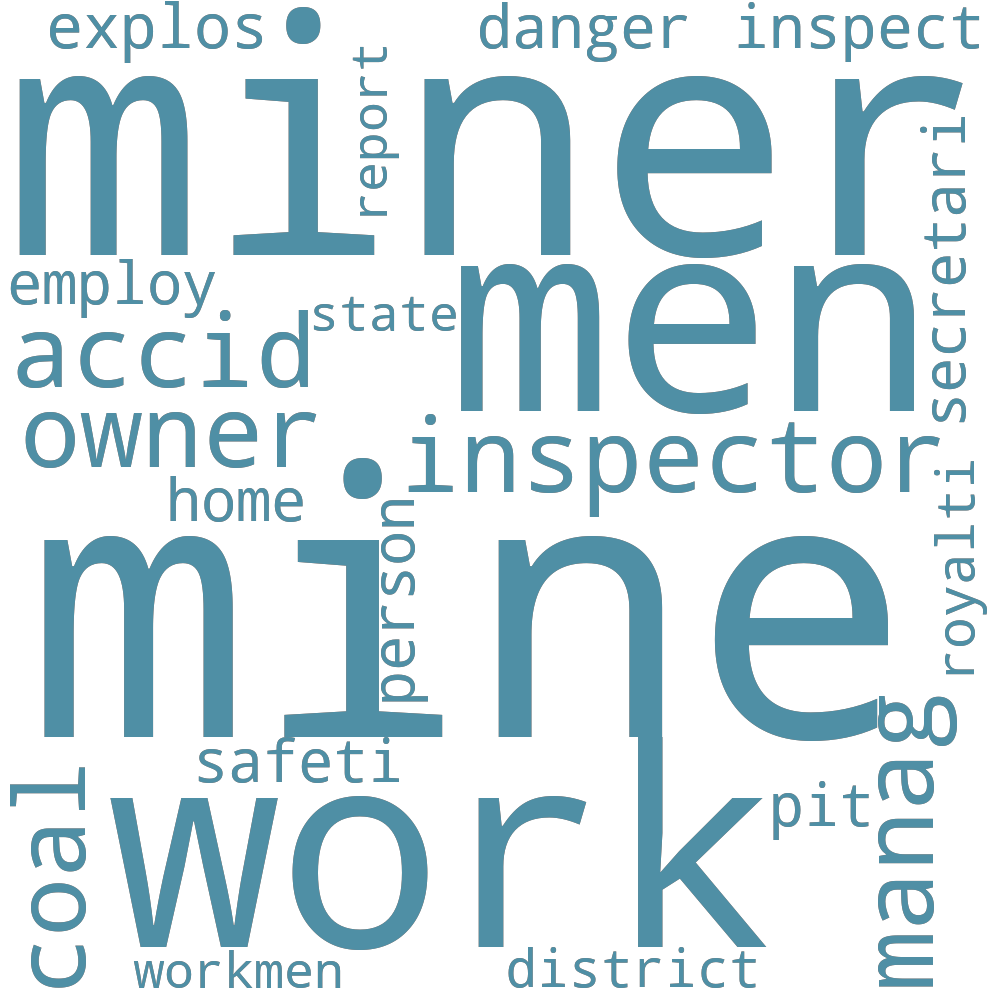 explos
danger
inspect
miner
report
secretari
employ
state
men
accid
owner
inspector
home
royalti
mine
person
manag
safeti
coal
work
pit
workmen
district